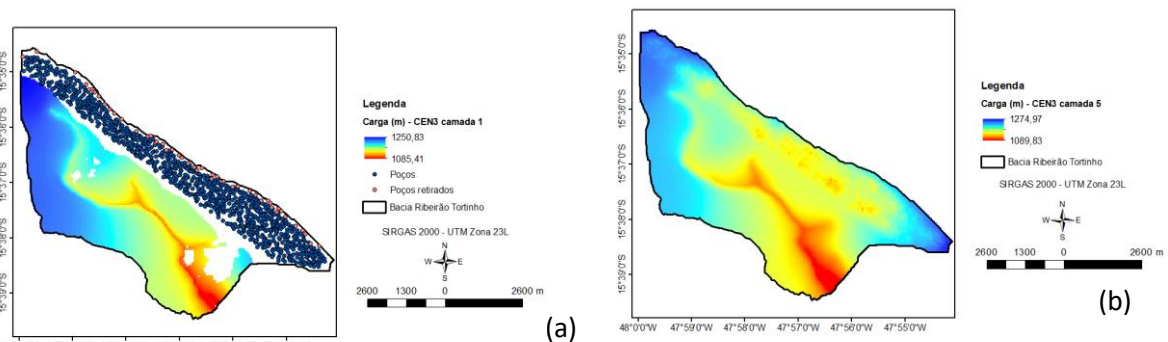 15°35'0"S
15°36'0"S
15°37'0"S
15°38'0"S
15°39'0"S
Legenda
Carga (m) - CEN3 camada 1
1250,83
1085,41
Poços
Poços retirados
Bacia Ribeirão Tortinho
SIRGAS 2000 - UTM Zona 23L
N
W E
S
2600 1300 0 2600 m
(a)
15°35'0"S
15°36'0"S
15°37'0"S
15°38'0"S
15°39'0"S
48°0'0"W 47°59'0"W 47°58'0"W 47°57'0"W 47°56'0"W 47°55'0"W
Legenda
Carga (m) - CEN3 camada 5
1274,97
1089,83
Bacia Ribeirão Tortinho
SIRGAS 2000 - UTM Zona 23L
N
W E
S
2600 1300 0 2600 m
(b)